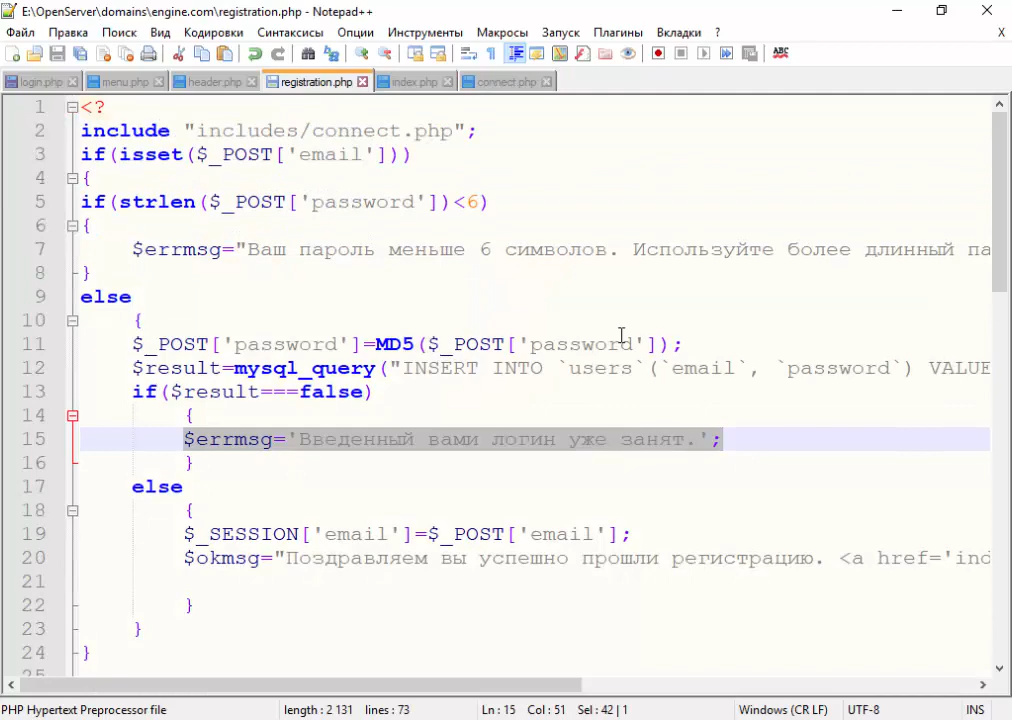 E:\OpenServer\domains\engine.com\registration.php - Notepad++
Файл Правка Поиск Вид Кодировки Синтаксисы Опции Инструменты Макросы Запуск Плагины Вкладки ? X
login.php menu.php header.php registration.php index.php connect.php
1 <?
2 include "includes/connect.php";
3 if(isset($_POST['email']))
4 {
5 if(strlen($_POST['password'])<6)
6 {
7 $errmsg="Ваш пароль меньше 6 символов. Используйте более длинный па
8 }
9 else
10 {
11 $_POST['password']=MD5($_POST['password']);
12 $result=mysql_query("INSERT INTO `users`(`email`, `password`) VALUE
13 if($result===false)
14 {
15 $errmsg='Введенный вами логин уже занят.';
16 }
17 else
18 {
19 $_SESSION['email']=$_POST['email'];
20 $okmsg="Поздравляем вы успешно прошли регистрацию. <a href='ind
21
22 }
23 }
24 }
25
PHP Hypertext Preprocessor file length : 2 131 lines : 73 Ln : 15 Col : 51 Sel : 42 | 1 Windows (CR LF) UTF-8 INS